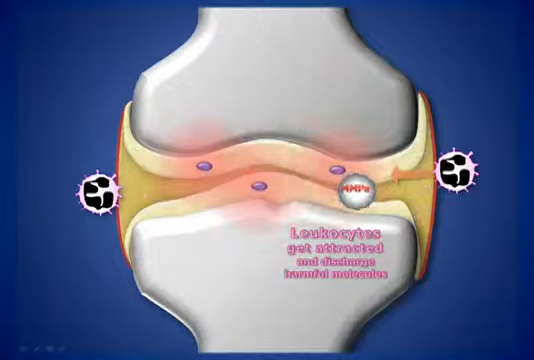 MMPs
Leukocytes
get attracted
and discharge
harmful molecules